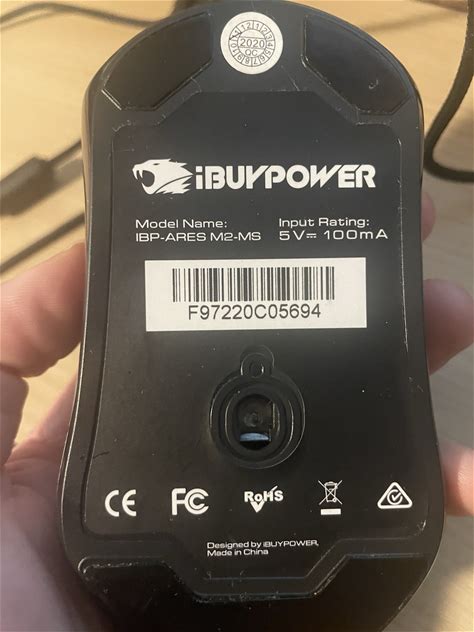 2020
QC
iBUYPOWER
Model Name: Input Rating:
IBP-ARES M2-MS 5V⎓ 100mA
F97220C05694
CE FC RoHS
Designed by iBUYPOWER,
Made in China